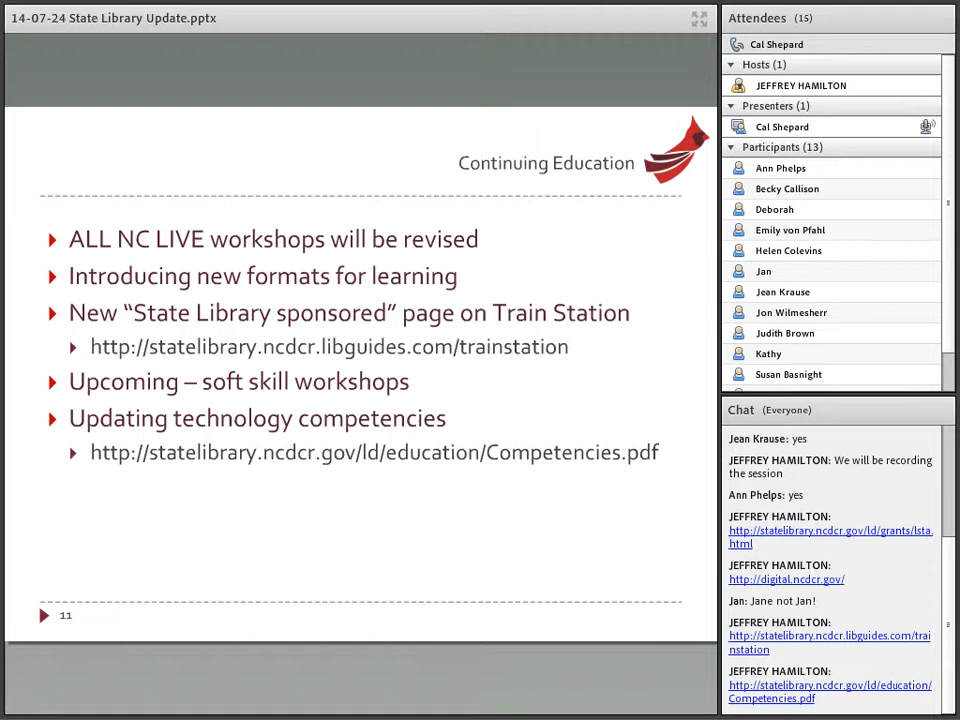 14-07-24 State Library Update.pptx
Continuing Education
ALL NC LIVE workshops will be revised
Introducing new formats for learning
New “State Library sponsored” page on Train Station
http://statelibrary.ncdcr.libguides.com/trainstation
Upcoming – soft skill workshops
Updating technology competencies
http://statelibrary.ncdcr.gov/ld/education/Competencies.pdf
11
Attendees (15)
Cal Shepard
Hosts (1)
JEFFREY HAMILTON
Presenters (1)
Cal Shepard
Participants (13)
Ann Phelps
Becky Callison
Deborah
Emily von Pfahl
Helen Colevins
Jan
Jean Krause
Jon Wilmesherr
Judith Brown
Kathy
Susan Basnight
Chat (Everyone)
Jean Krause: yes
JEFFREY HAMILTON: We will be recording
the session
Ann Phelps: yes
JEFFREY HAMILTON:
http://statelibrary.ncdcr.gov/ld/grants/lsta.
html
JEFFREY HAMILTON:
http://digital.ncdcr.gov/
Jan: Jane not Jan!
JEFFREY HAMILTON:
http://statelibrary.ncdcr.libguides.com/trai
nstation
JEFFREY HAMILTON:
http://statelibrary.ncdcr.gov/ld/education/
Competencies.pdf